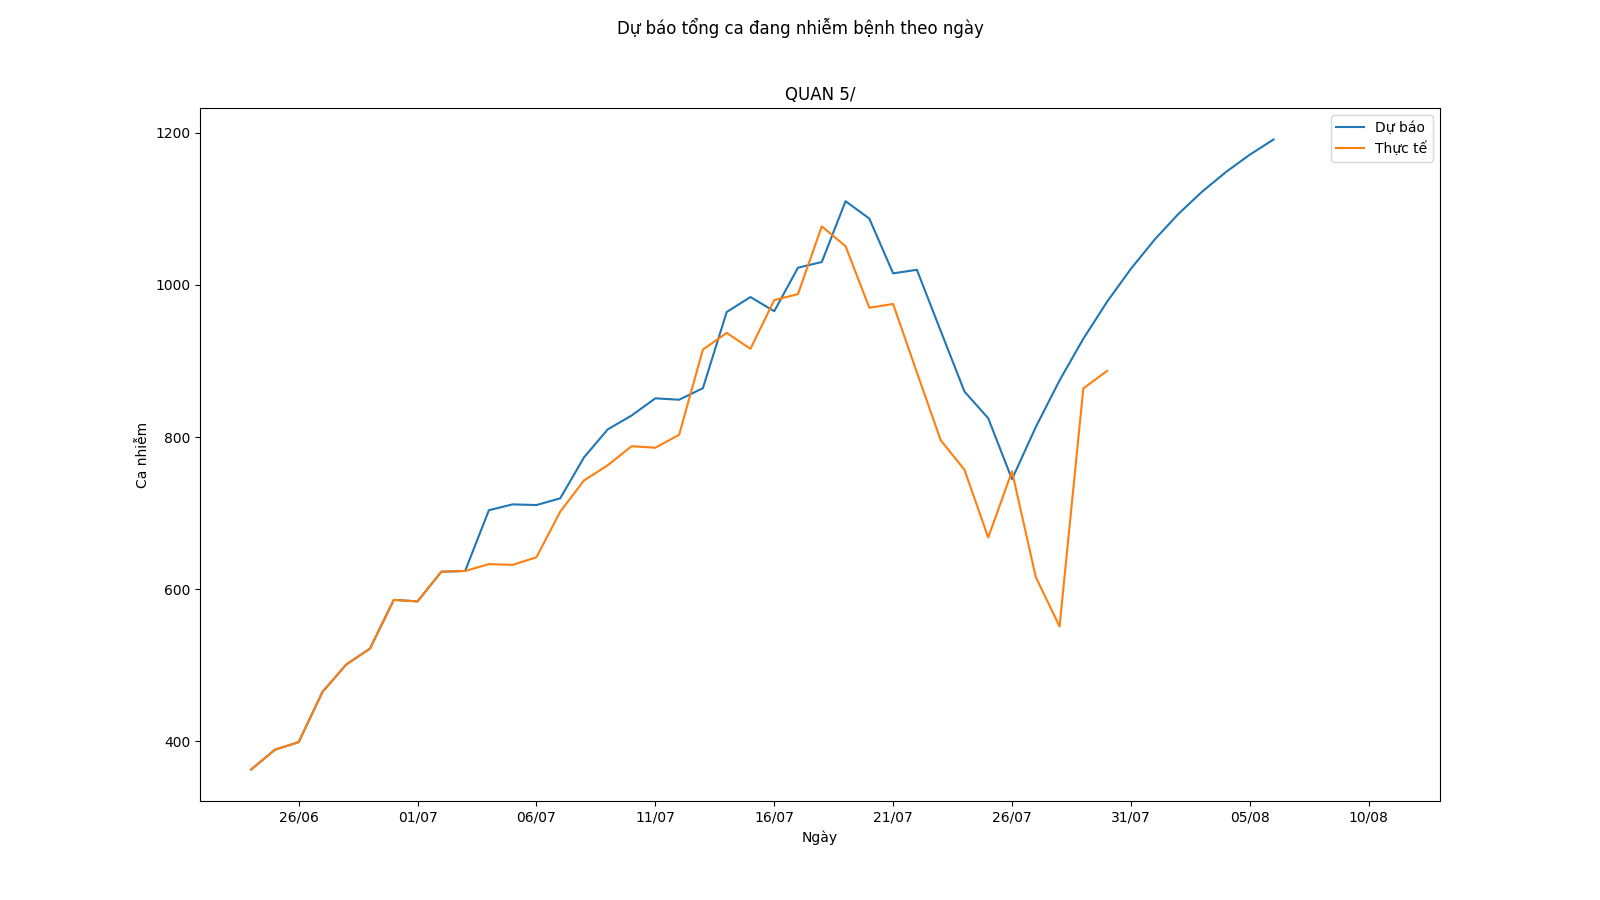 Dự báo tổng ca đang nhiễm bệnh theo ngày
QUAN 5/
Dự báo
Thực tế
1200
1000
800
600
400
Ca nhiễm
26/06
01/07
06/07
11/07
16/07
21/07
26/07
31/07
05/08
10/08
Ngày